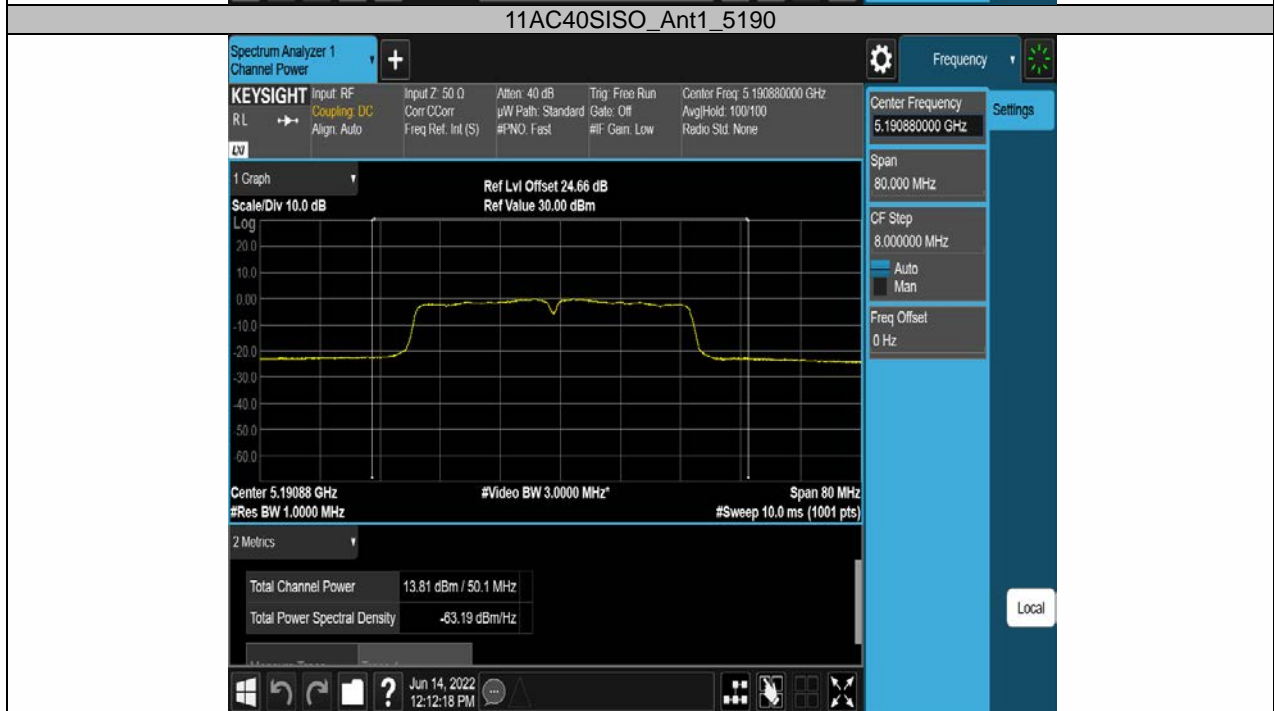 11AC40SISO_Ant1_5190
Spectrum Analyzer 1
Channel Power
+
Frequency
KEYSIGHT
RL
LXI
Input: RF
Coupling: DC
Align: Auto
Input Z: 50 Ω
Corr CCorr
Freq Ref: Int (S)
Atten: 40 dB
µW Path: Standard
#PNO: Fast
Trig: Free Run
Gate: Off
#IF Gain: Low
Center Freq: 5.190880000 GHz
Avg|Hold: 100/100
Radio Std: None
Center Frequency
5.190880000 GHz
Settings
Span
80.000 MHz
CF Step
8.000000 MHz
Auto
Man
Freq Offset
0 Hz
Local
1 Graph
Scale/Div 10.0 dB
Ref Lvl Offset 24.66 dB
Ref Value 30.00 dBm
Log
20.0
10.0
0.00
-10.0
-20.0
-30.0
-40.0
-50.0
-60.0
Center 5.19088 GHz
#Res BW 1.0000 MHz
#Video BW 3.0000 MHz*
Span 80 MHz
#Sweep 10.0 ms (1001 pts)
2 Metrics
Total Channel Power 13.81 dBm / 50.1 MHz
Total Power Spectral Density -63.19 dBm/Hz
?
Jun 14, 2022
12:12:18 PM